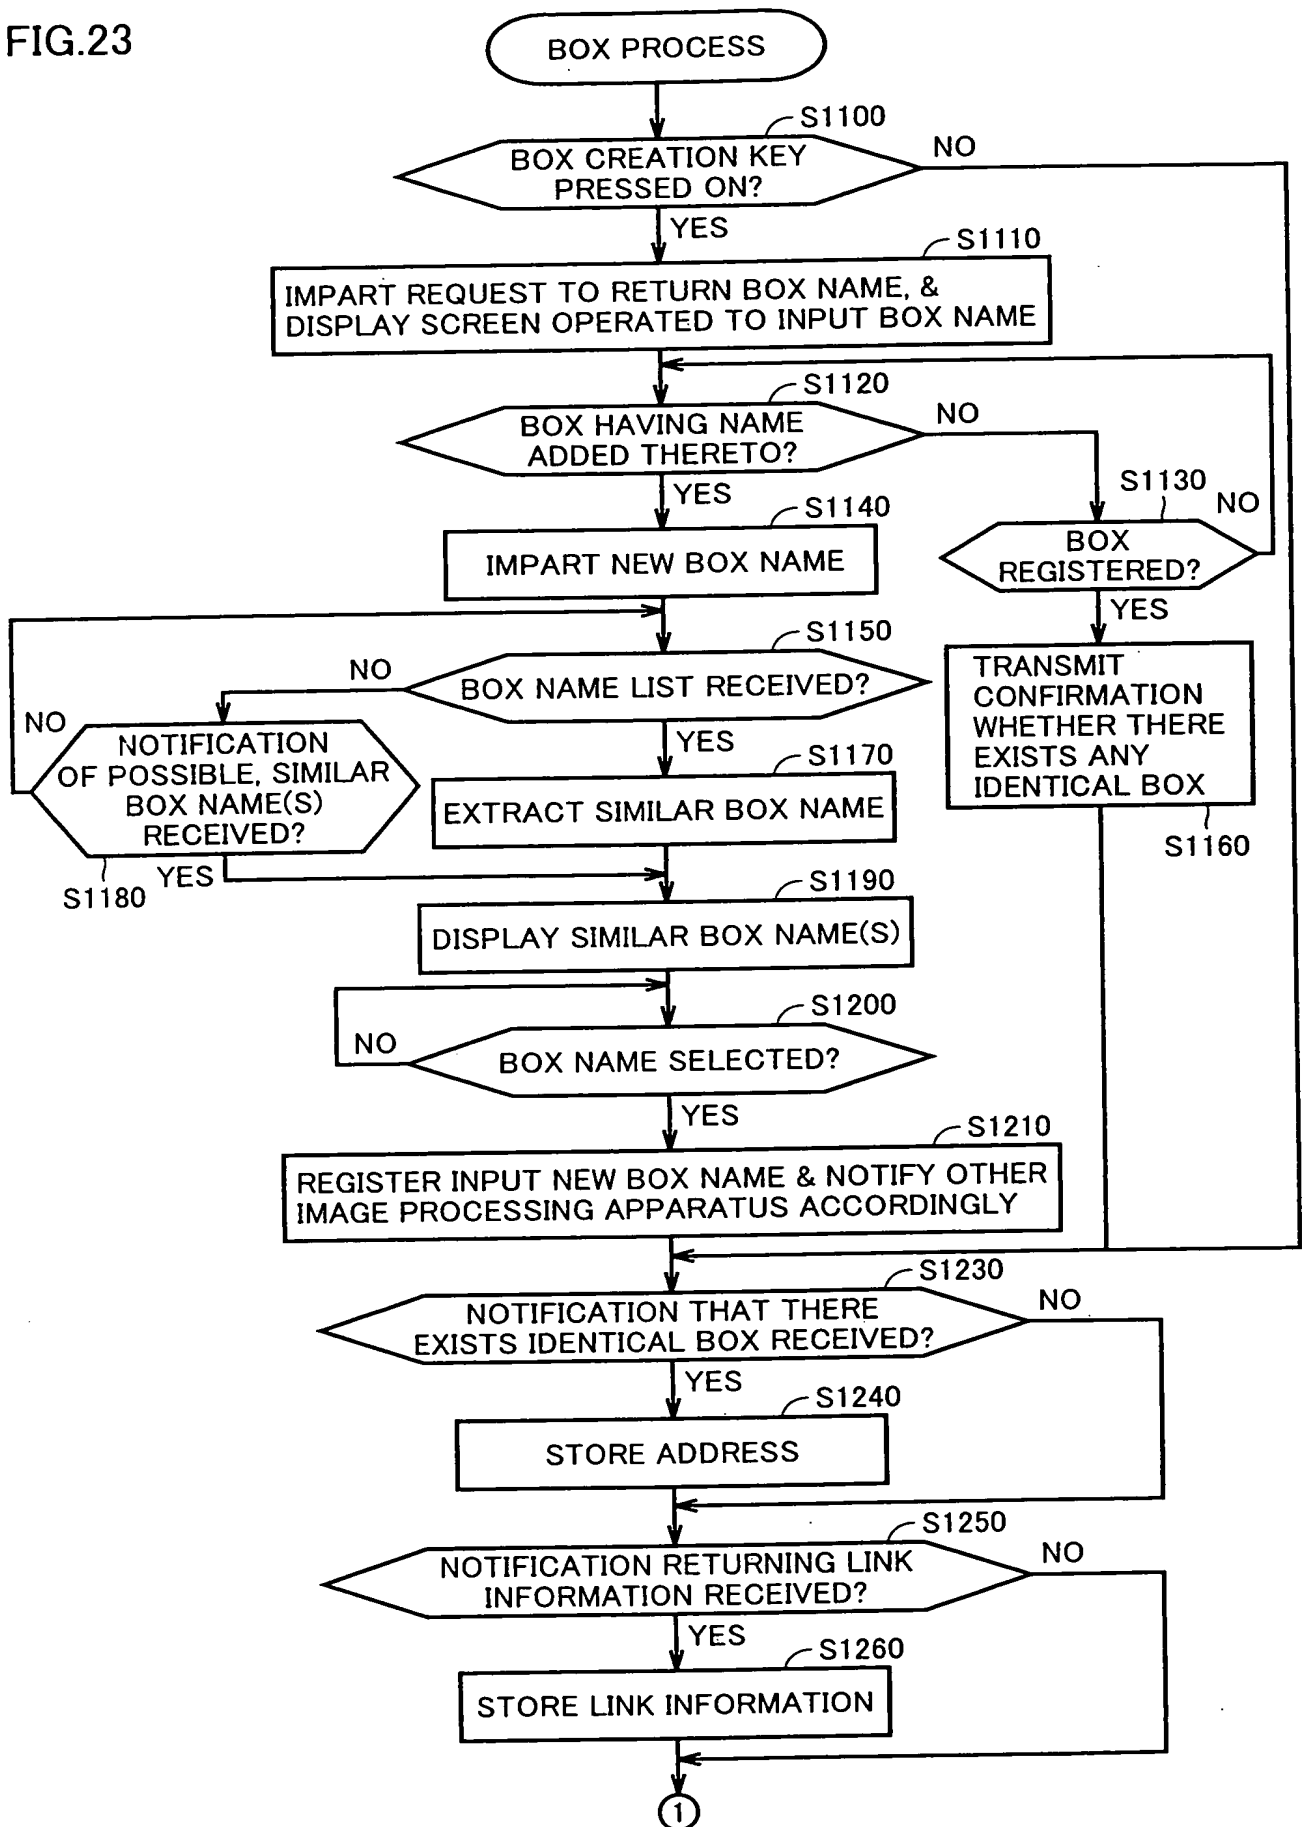 FIG.23
BOX PROCESS
S1100
BOX CREATION KEY
PRESSED ON?
NO
YES
S1110
IMPART REQUEST TO RETURN BOX NAME, &
DISPLAY SCREEN OPERATED TO INPUT BOX NAME
S1120
BOX HAVING NAME
ADDED THERETO?
NO
YES
S1130
NO
BOX
REGISTERED?
YES
S1140
IMPART NEW BOX NAME
S1150
BOX NAME LIST RECEIVED?
NO
YES
TRANSMIT
CONFIRMATION
WHETHER THERE
EXISTS ANY
IDENTICAL BOX
S1160
NO
NOTIFICATION
OF POSSIBLE, SIMILAR
BOX NAME(S)
RECEIVED?
S1180
YES
S1170
EXTRACT SIMILAR BOX NAME
S1190
DISPLAY SIMILAR BOX NAME(S)
S1200
NO
BOX NAME SELECTED?
YES
S1210
REGISTER INPUT NEW BOX NAME & NOTIFY OTHER
IMAGE PROCESSING APPARATUS ACCORDINGLY
S1230
NOTIFICATION THAT THERE
EXISTS IDENTICAL BOX RECEIVED?
NO
YES
S1240
STORE ADDRESS
S1250
NOTIFICATION RETURNING LINK
INFORMATION RECEIVED?
NO
YES
S1260
STORE LINK INFORMATION
1